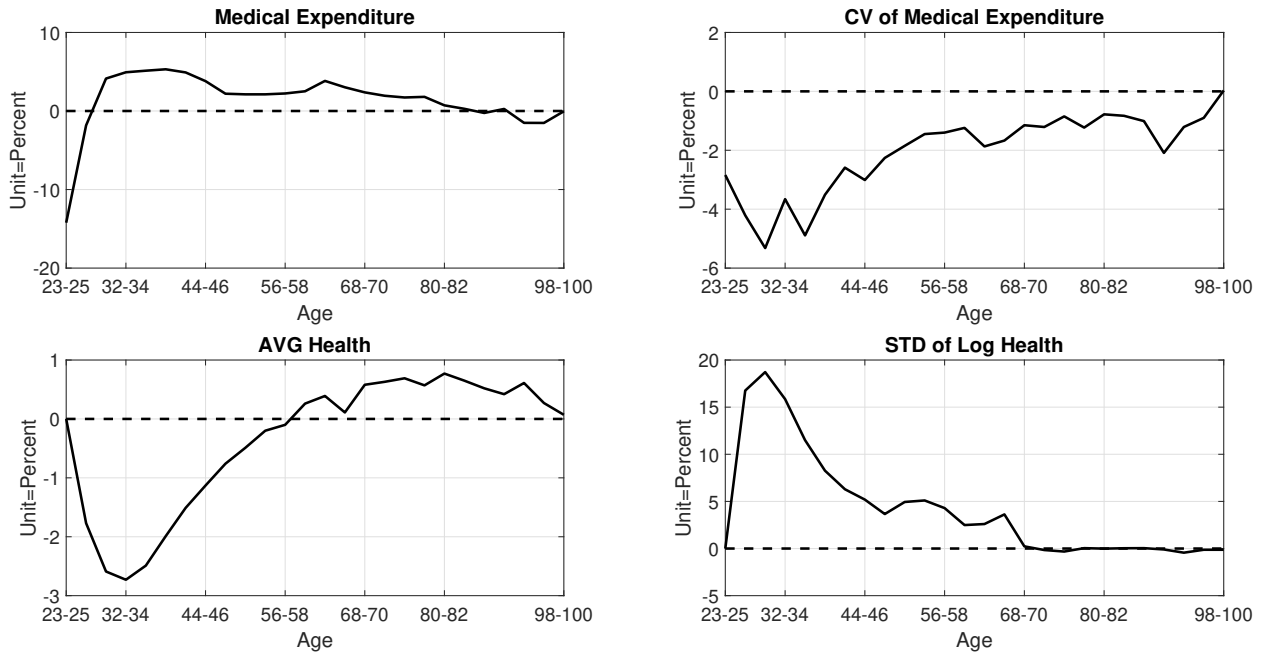 Medical Expenditure
10
0
-10
-20
Unit=Percent
23-25 32-34 44-46 56-58 68-70 80-82 98-100
Age
CV of Medical Expenditure
2
0
-2
-4
-6
Unit=Percent
23-25 32-34 44-46 56-58 68-70 80-82 98-100
Age
AVG Health
1
0
-1
-2
-3
Unit=Percent
23-25 32-34 44-46 56-58 68-70 80-82 98-100
Age
STD of Log Health
20
15
10
5
0
-5
Unit=Percent
23-25 32-34 44-46 56-58 68-70 80-82 98-100
Age